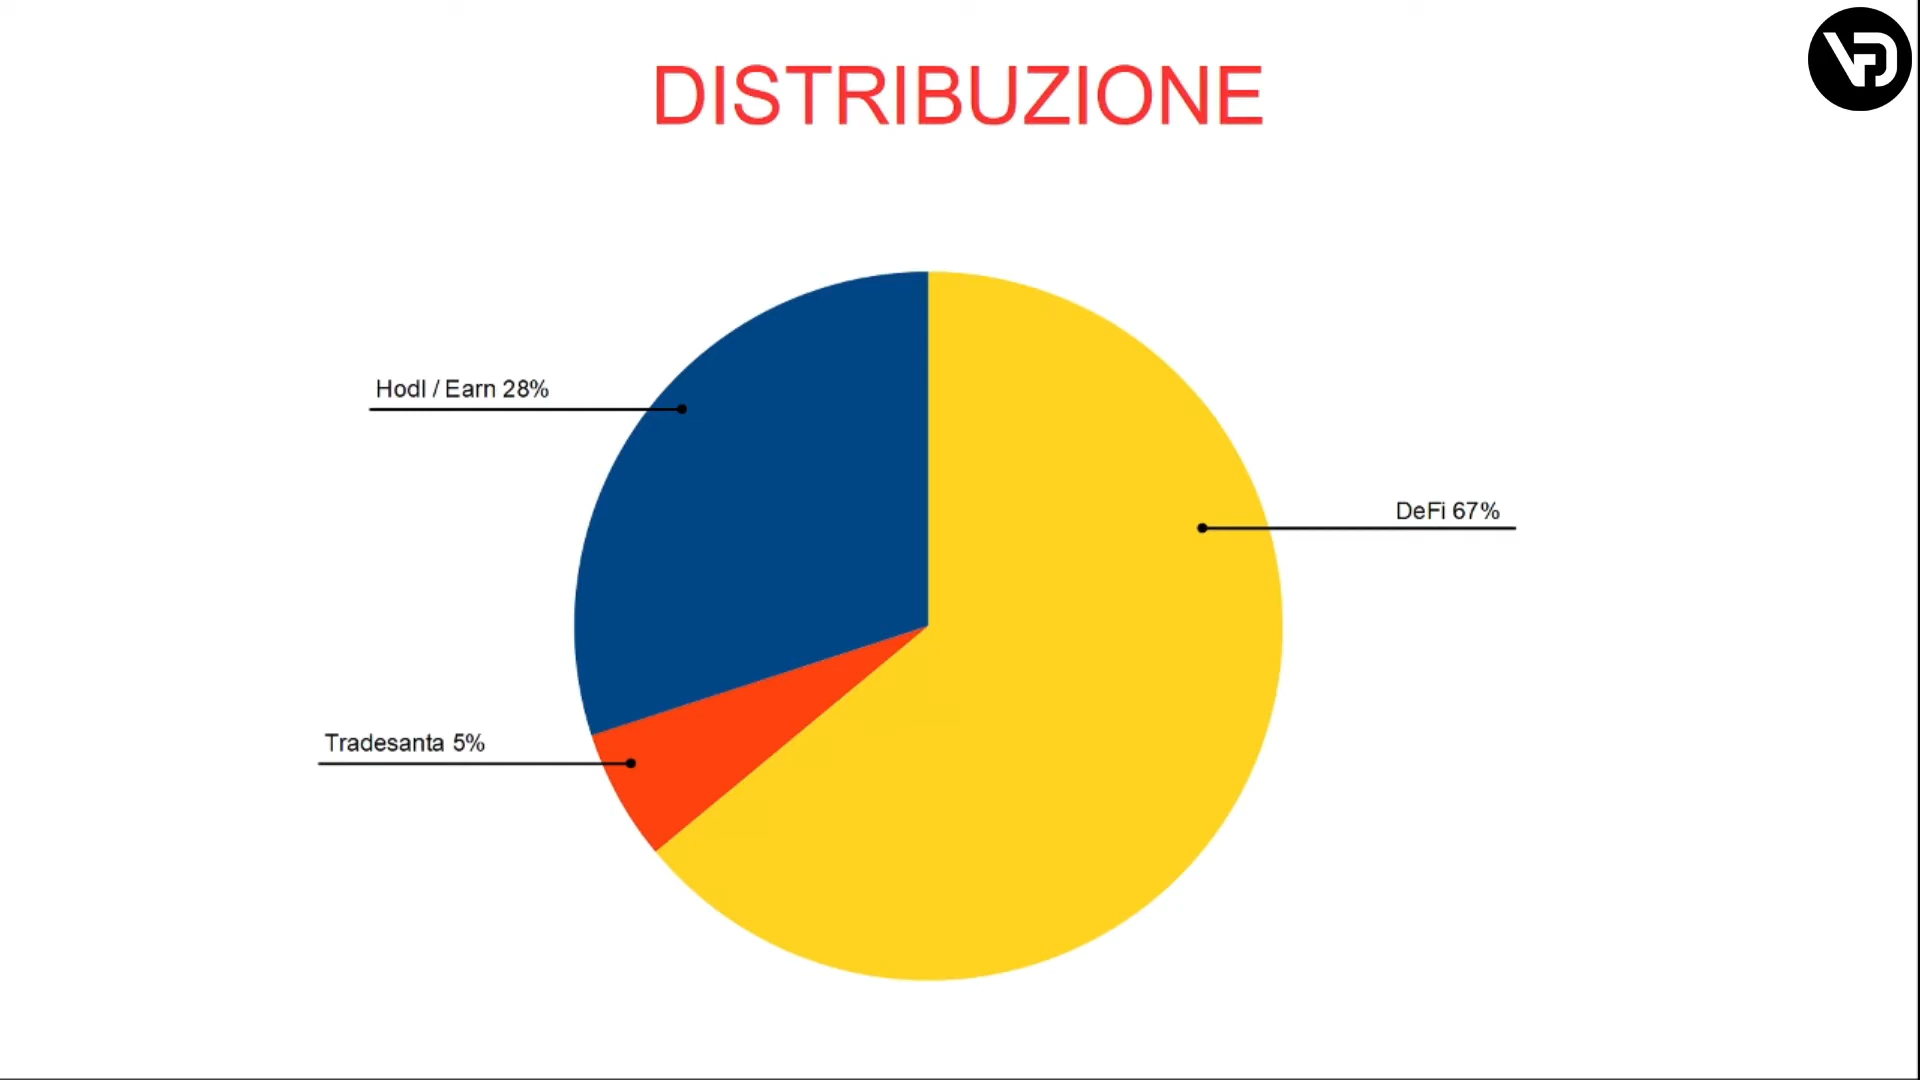 DISTRIBUZIONE
Hodl / Earn 28%
DeFi 67%
Tradesanta 5%